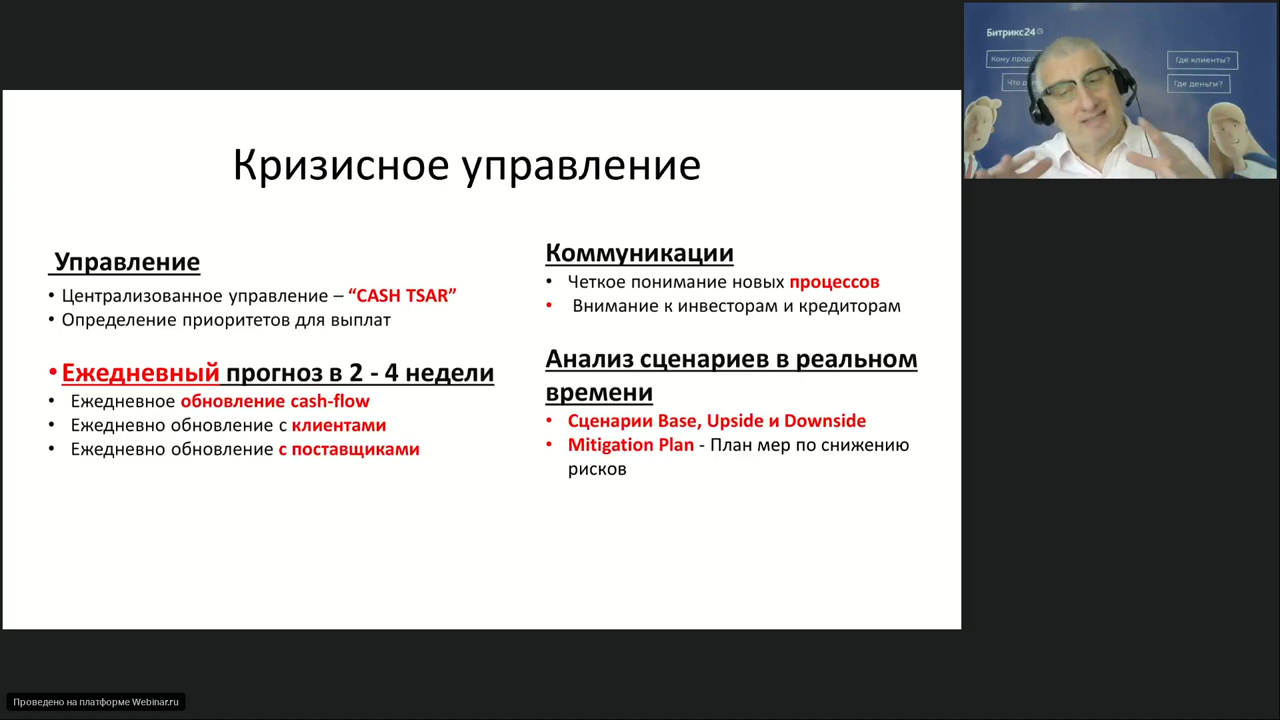 Кризисное управление
Управление
• Централизованное управление – “CASH TSAR”
• Определение приоритетов для выплат
• Ежедневный прогноз в 2 - 4 недели
• Ежедневное обновление cash-flow
• Ежедневно обновление с клиентами
• Ежедневно обновление с поставщиками
Коммуникации
• Четкое понимание новых процессов
• Внимание к инвесторам и кредиторам
Анализ сценариев в реальном
времени
• Сценарии Base, Upside и Downside
• Mitigation Plan - План мер по снижению
рисков
Битрикс24
Кому
Что
Где клиенты?
Где деньги?
Проведено на платформе Webinar.ru